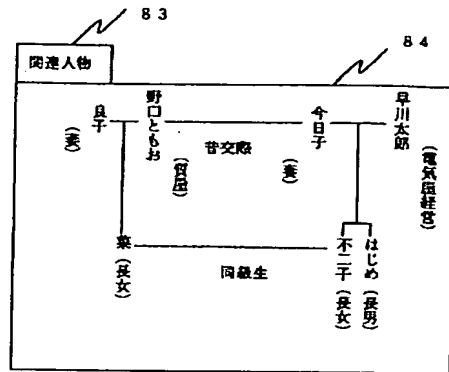 83
84
関連人物
早川太郎
(電気屋経営)
今日子
(妻)
昔交際
野口ともお
(質屋)
良子
(妻)
はじめ(長男)
不二子(長女)
同級生
葉(長女)